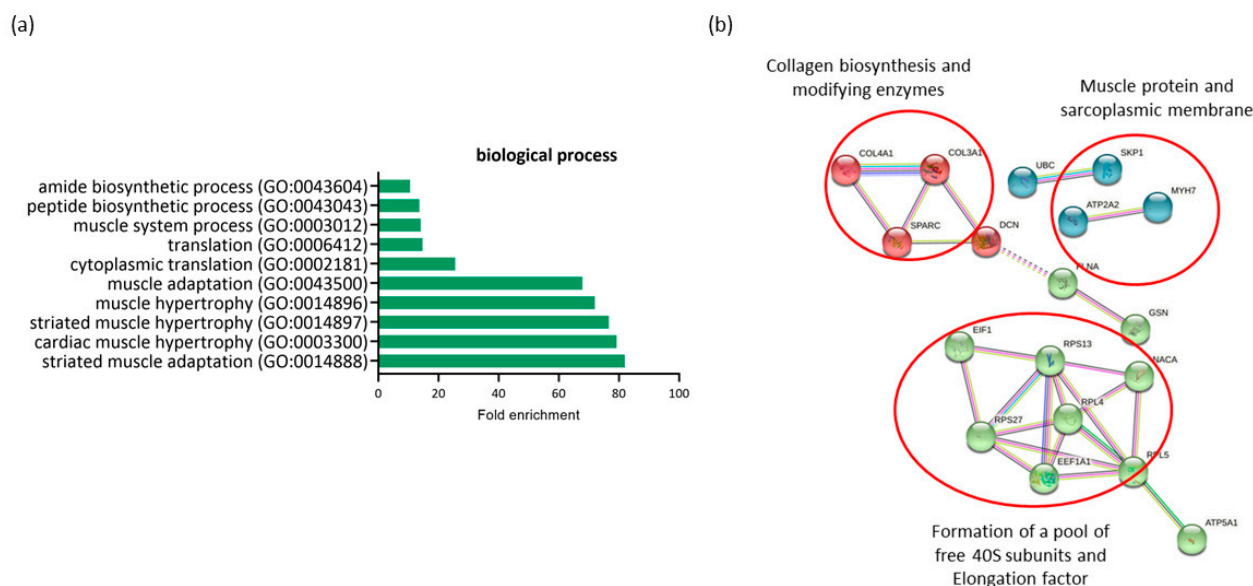 (a)
biological process
amide biosynthetic process (GO:0043604)
peptide biosynthetic process (GO:0043043)
muscle system process (GO:0003012)
translation (GO:0006412)
cytoplasmic translation (GO:0002181)
muscle adaptation (GO:0043500)
muscle hypertrophy (GO:0014896)
striated muscle hypertrophy (GO:0014897)
cardiac muscle hypertrophy (GO:0003300)
striated muscle adaptation (GO:0014888)
0 20 40 60 80 100
Fold enrichment
(b)
Collagen biosynthesis and
modifying enzymes
Muscle protein and
sarcoplasmic membrane
COL4A1
COL3A1
UBC
SKP1
MYH7
ATP2A2
SPARC
DCN
FLNA
GSN
EIF1
RPS13
NACA
RPL4
RPS27
RPL5
EEF1A1
ATP5A1
Formation of a pool of
free 40S subunits and
Elongation factor